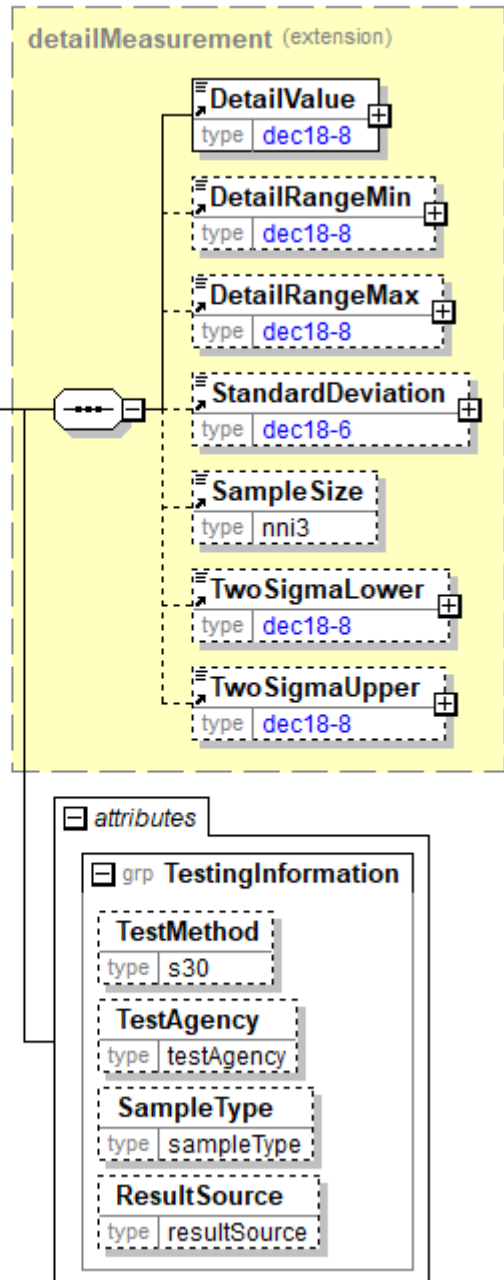 detailMeasurement (extension)
DetailValue
type dec18-8
DetailRangeMin
type dec18-8
DetailRangeMax
type dec18-8
StandardDeviation
type dec18-6
SampleSize
type nni3
TwoSigmaLower
type dec18-8
TwoSigmaUpper
type dec18-8
attributes
grp TestingInformation
TestMethod
type s30
TestAgency
type testAgency
SampleType
type sampleType
ResultSource
type resultSource